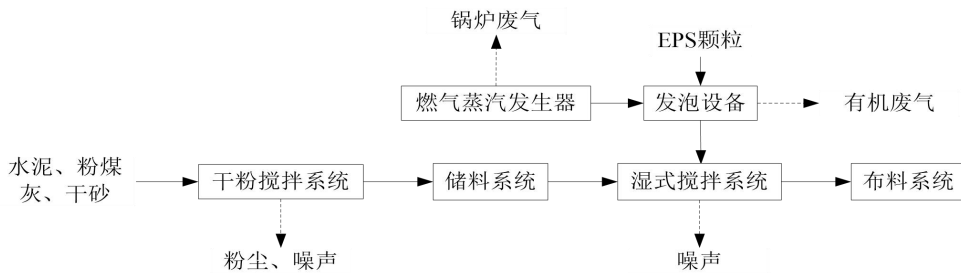 锅炉废气
EPS颗粒
燃气蒸汽发生器
发泡设备
有机废气
水泥、粉煤
灰、干砂
干粉搅拌系统
储料系统
湿式搅拌系统
布料系统
粉尘、噪声
噪声